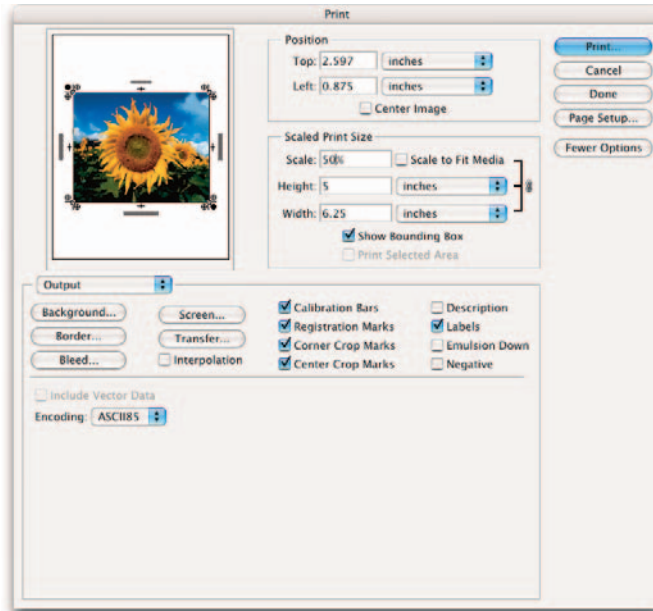 Print
Position
Top: 2.597 inches
Left: 0.875 inches
Center Image
Print...
Cancel
Done
Page Setup...
Fewer Options
Scaled Print Size
Scale: 50% Scale to Fit Media
Height: 5 inches
Width: 6.25 inches
Show Bounding Box
Print Selected Area
Output
Background... Screen...
Border... Transfer...
Bleed... Interpolation
Calibration Bars Description
Registration Marks Labels
Corner Crop Marks Emulsion Down
Center Crop Marks Negative
Include Vector Data
Encoding: ASCII85